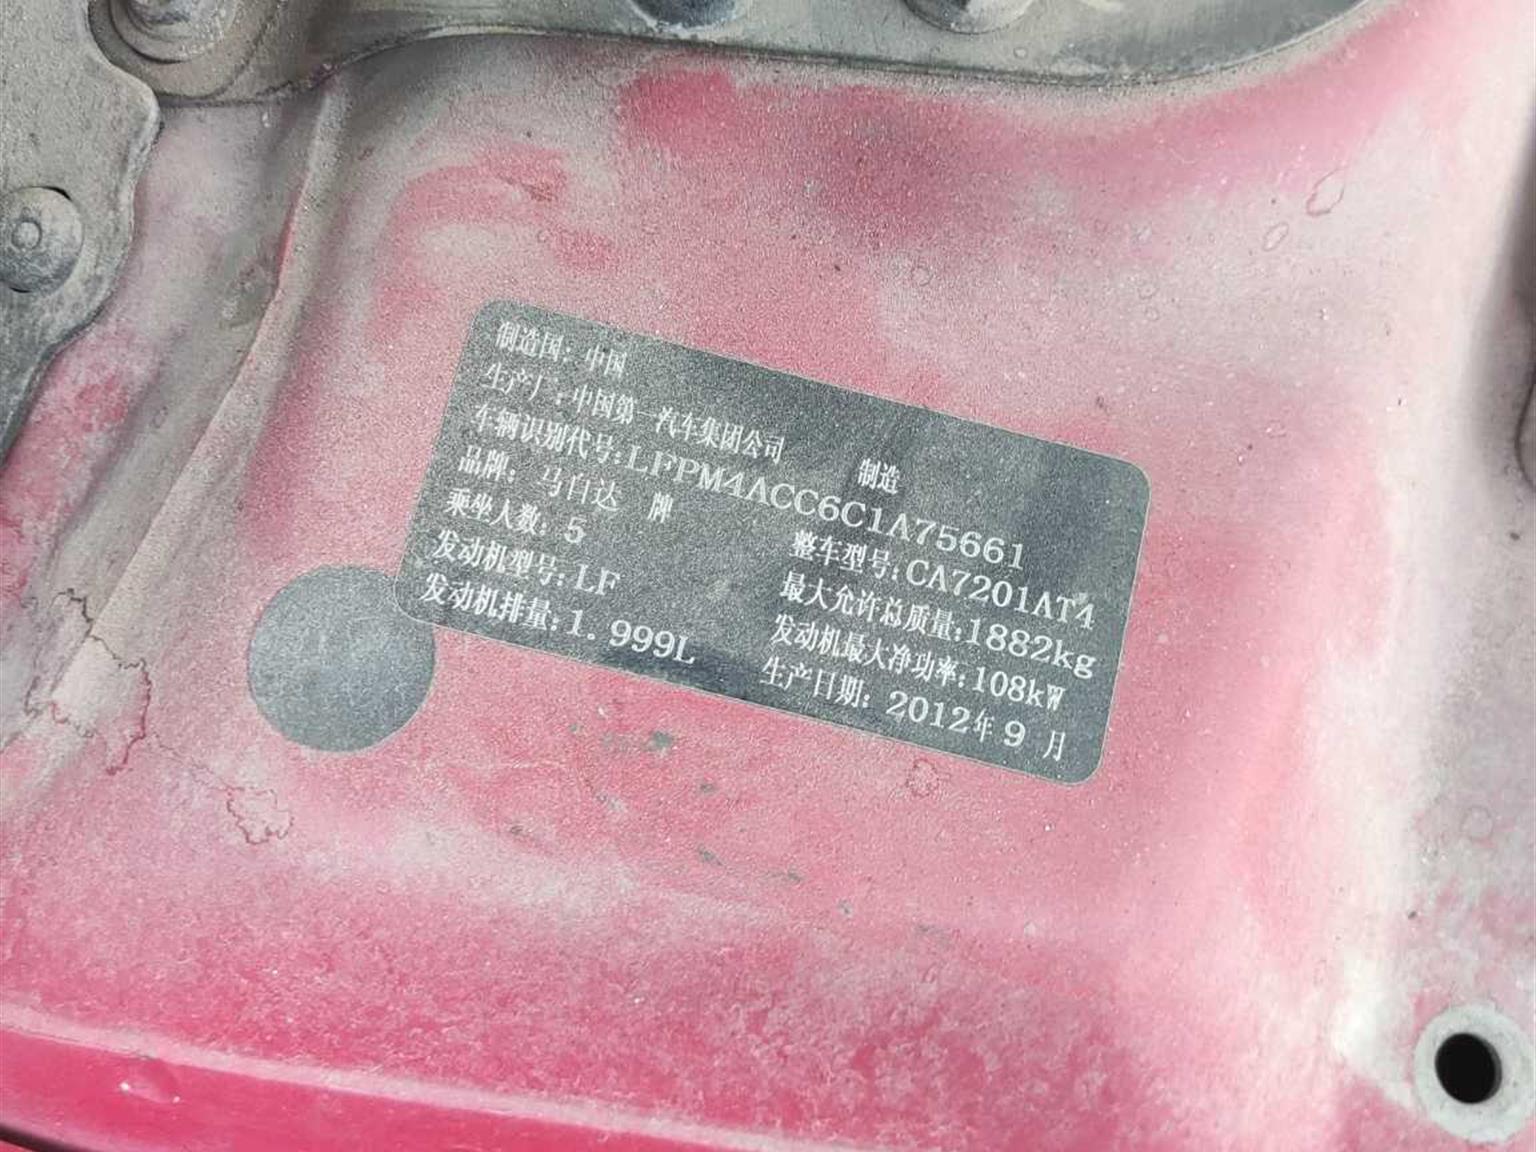 制造国：中国
生产厂：中国第一汽车集团公司 制造
车辆识别代号：LFPM4ACC6C1A75661
品牌：马自达 牌 整车型号：CA7201AT4
乘坐人数：5 最大允许总质量：1882kg
发动机型号：LF 发动机最大净功率：108kW
发动机排量：1.999L 生产日期：2012年9月